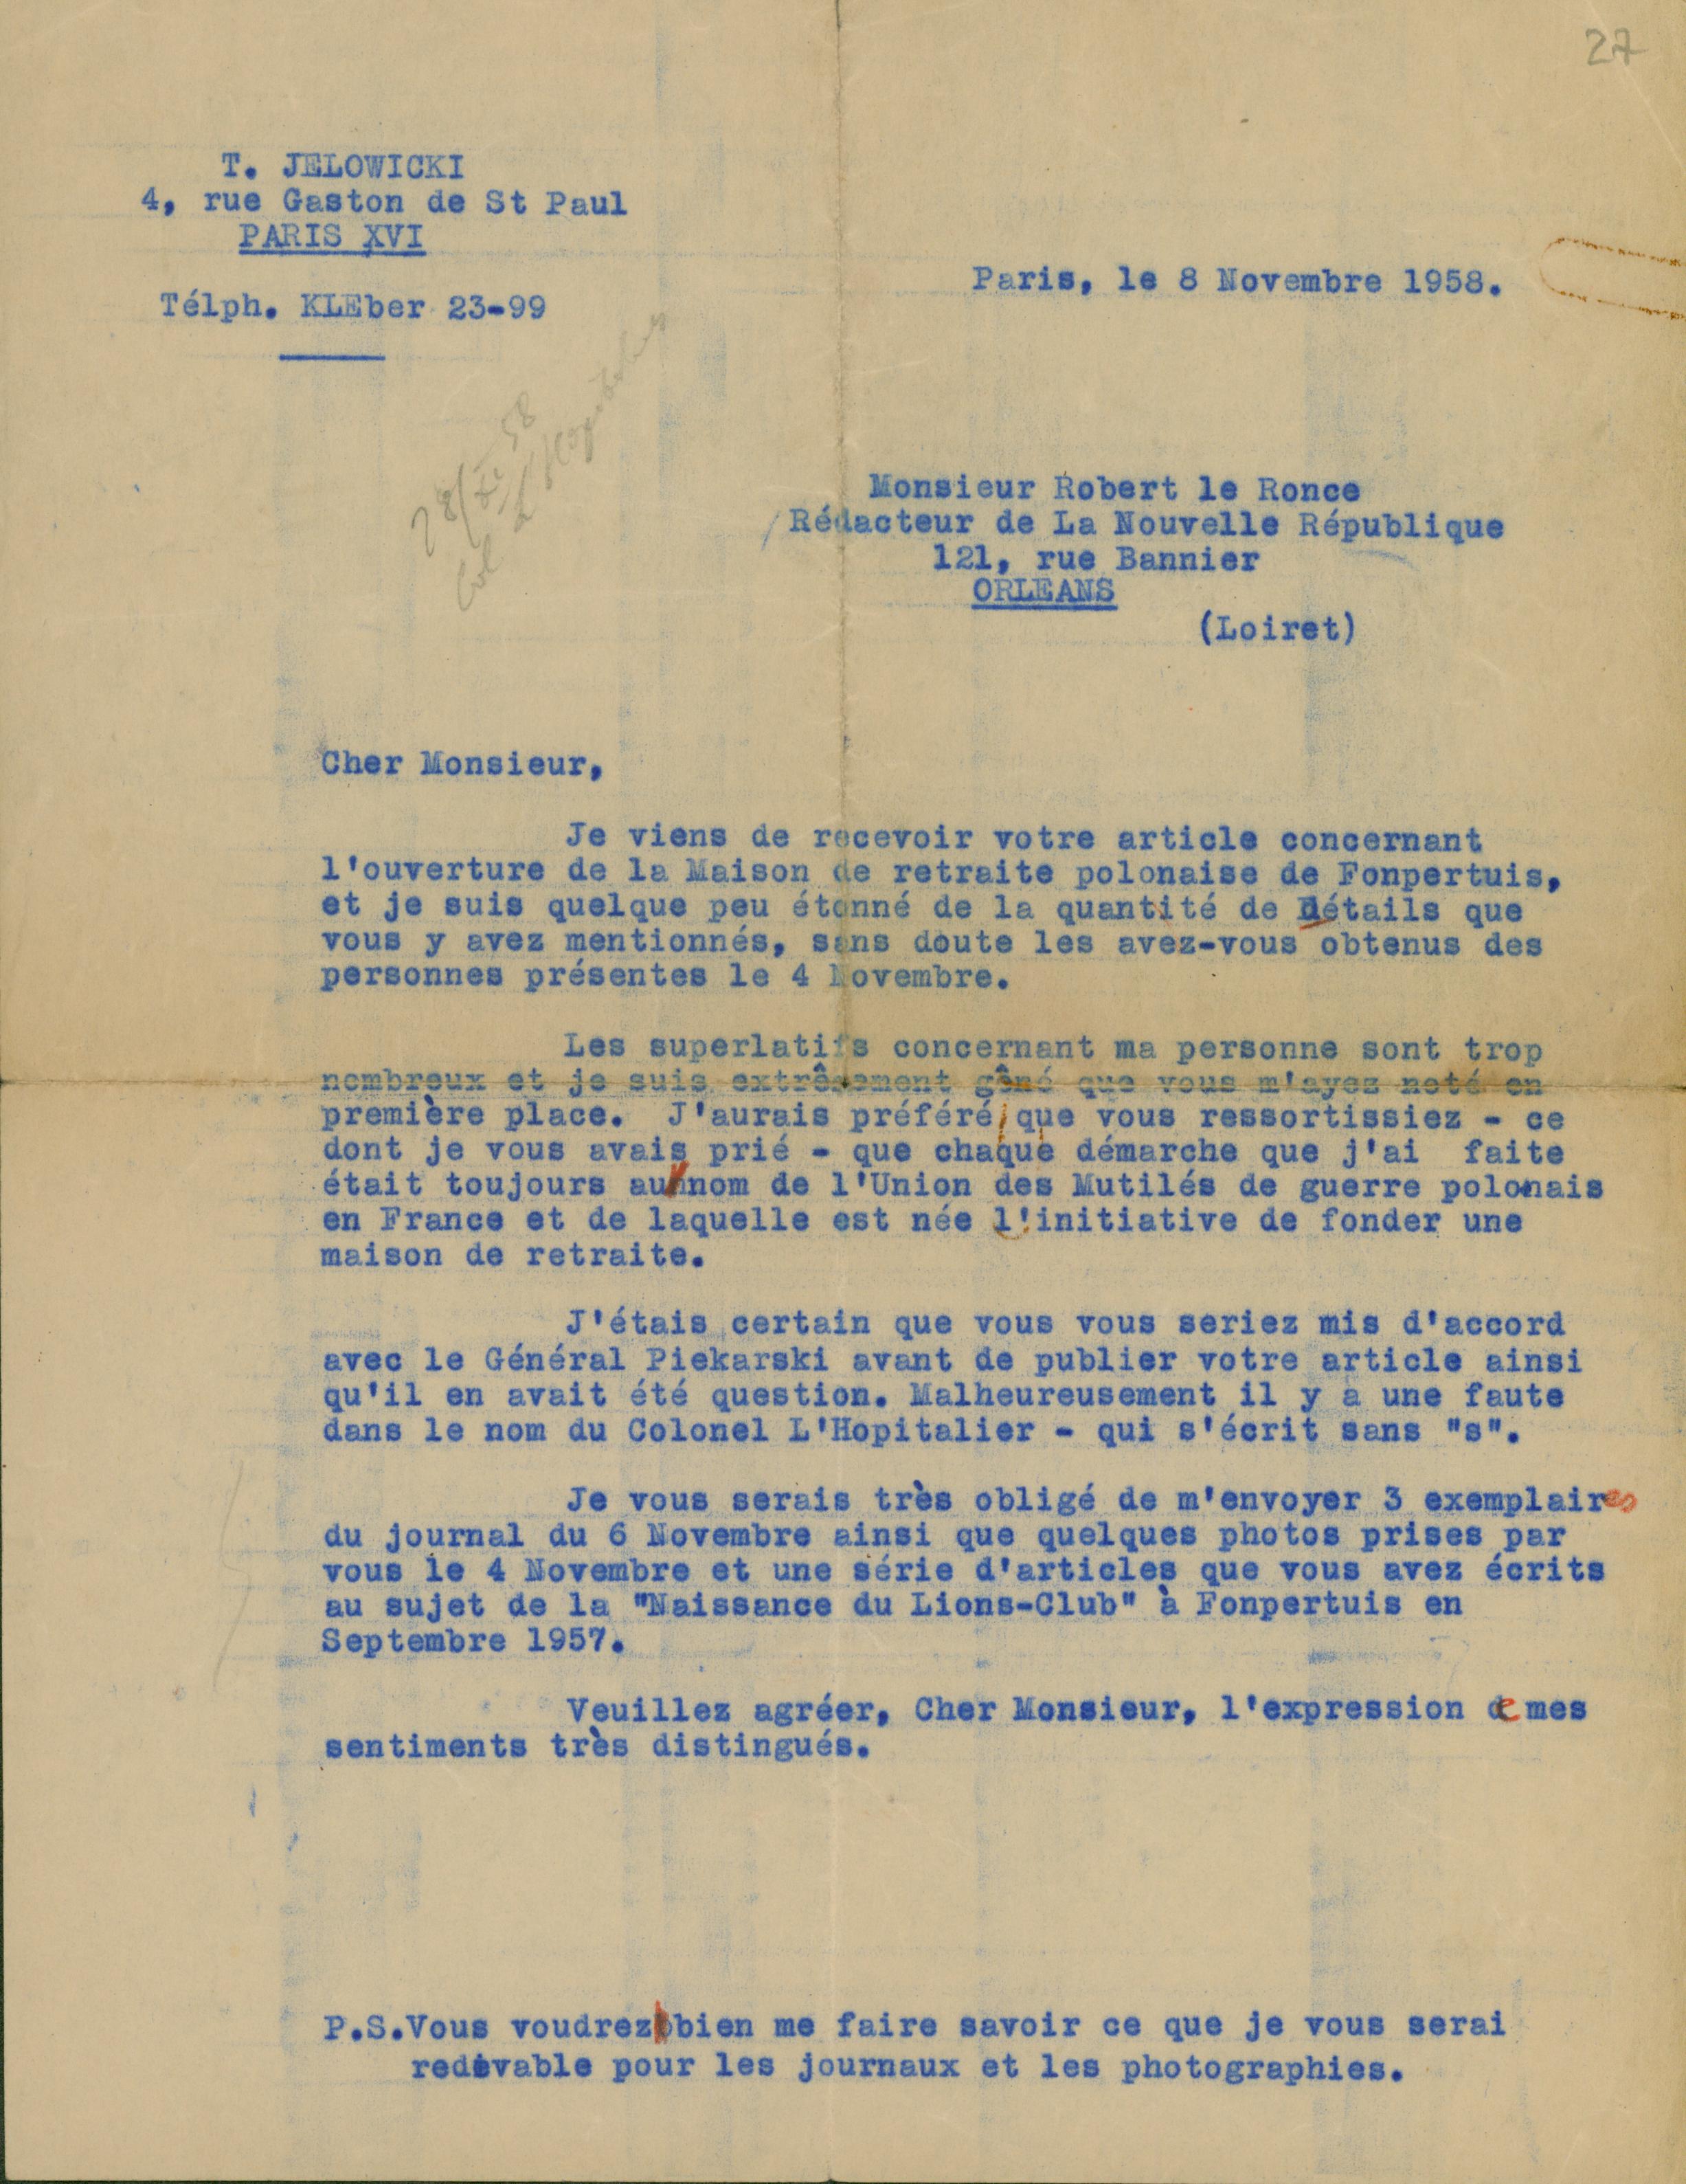 27
T. JELOWICKI
4, rue Gaston de St Paul
PARIS XVI
Télph. KLEber 23-99
Paris, le 8 Novembre 1958.
28/XI 58
Col L'Hopitalier
Monsieur Robert le Ronce
Rédacteur de La Nouvelle République
121, rue Bannier
ORLEANS
(Loiret)
Cher Monsieur,
Je viens de recevoir votre article concernant
l'ouverture de la Maison de retraite polonaise de Fonpertuis,
et je suis quelque peu étonné de la quantité de détails que
vous y avez mentionnés, sans doute les avez-vous obtenus des
personnes présentes le 4 Novembre.
Les superlatifs concernant ma personne sont trop
nombreux et je suis extrêmement gêné que vous m'ayez noté en
première place. J'aurais préféré que vous ressortissiez - ce
dont je vous avais prié - que chaque démarche que j'ai faite
était toujours au nom de l'Union des Mutilés de guerre polonais
en France et de laquelle est née l'initiative de fonder une
maison de retraite.
J'étais certain que vous vous seriez mis d'accord
avec le Général Piekarski avant de publier votre article ainsi
qu'il en avait été question. Malheureusement il y a une faute
dans le nom du Colonel L'Hopitalier - qui s'écrit sans "s".
Je vous serais très obligé de m'envoyer 3 exemplaires
du journal du 6 Novembre ainsi que quelques photos prises par
vous le 4 Novembre et une série d'articles que vous avez écrits
au sujet de la "Naissance du Lions-Club" à Fonpertuis en
Septembre 1957.
Veuillez agréer, Cher Monsieur, l'expression de mes
sentiments très distingués.
P.S.Vous voudrez bien me faire savoir ce que je vous serai
redevable pour les journaux et les photographies.